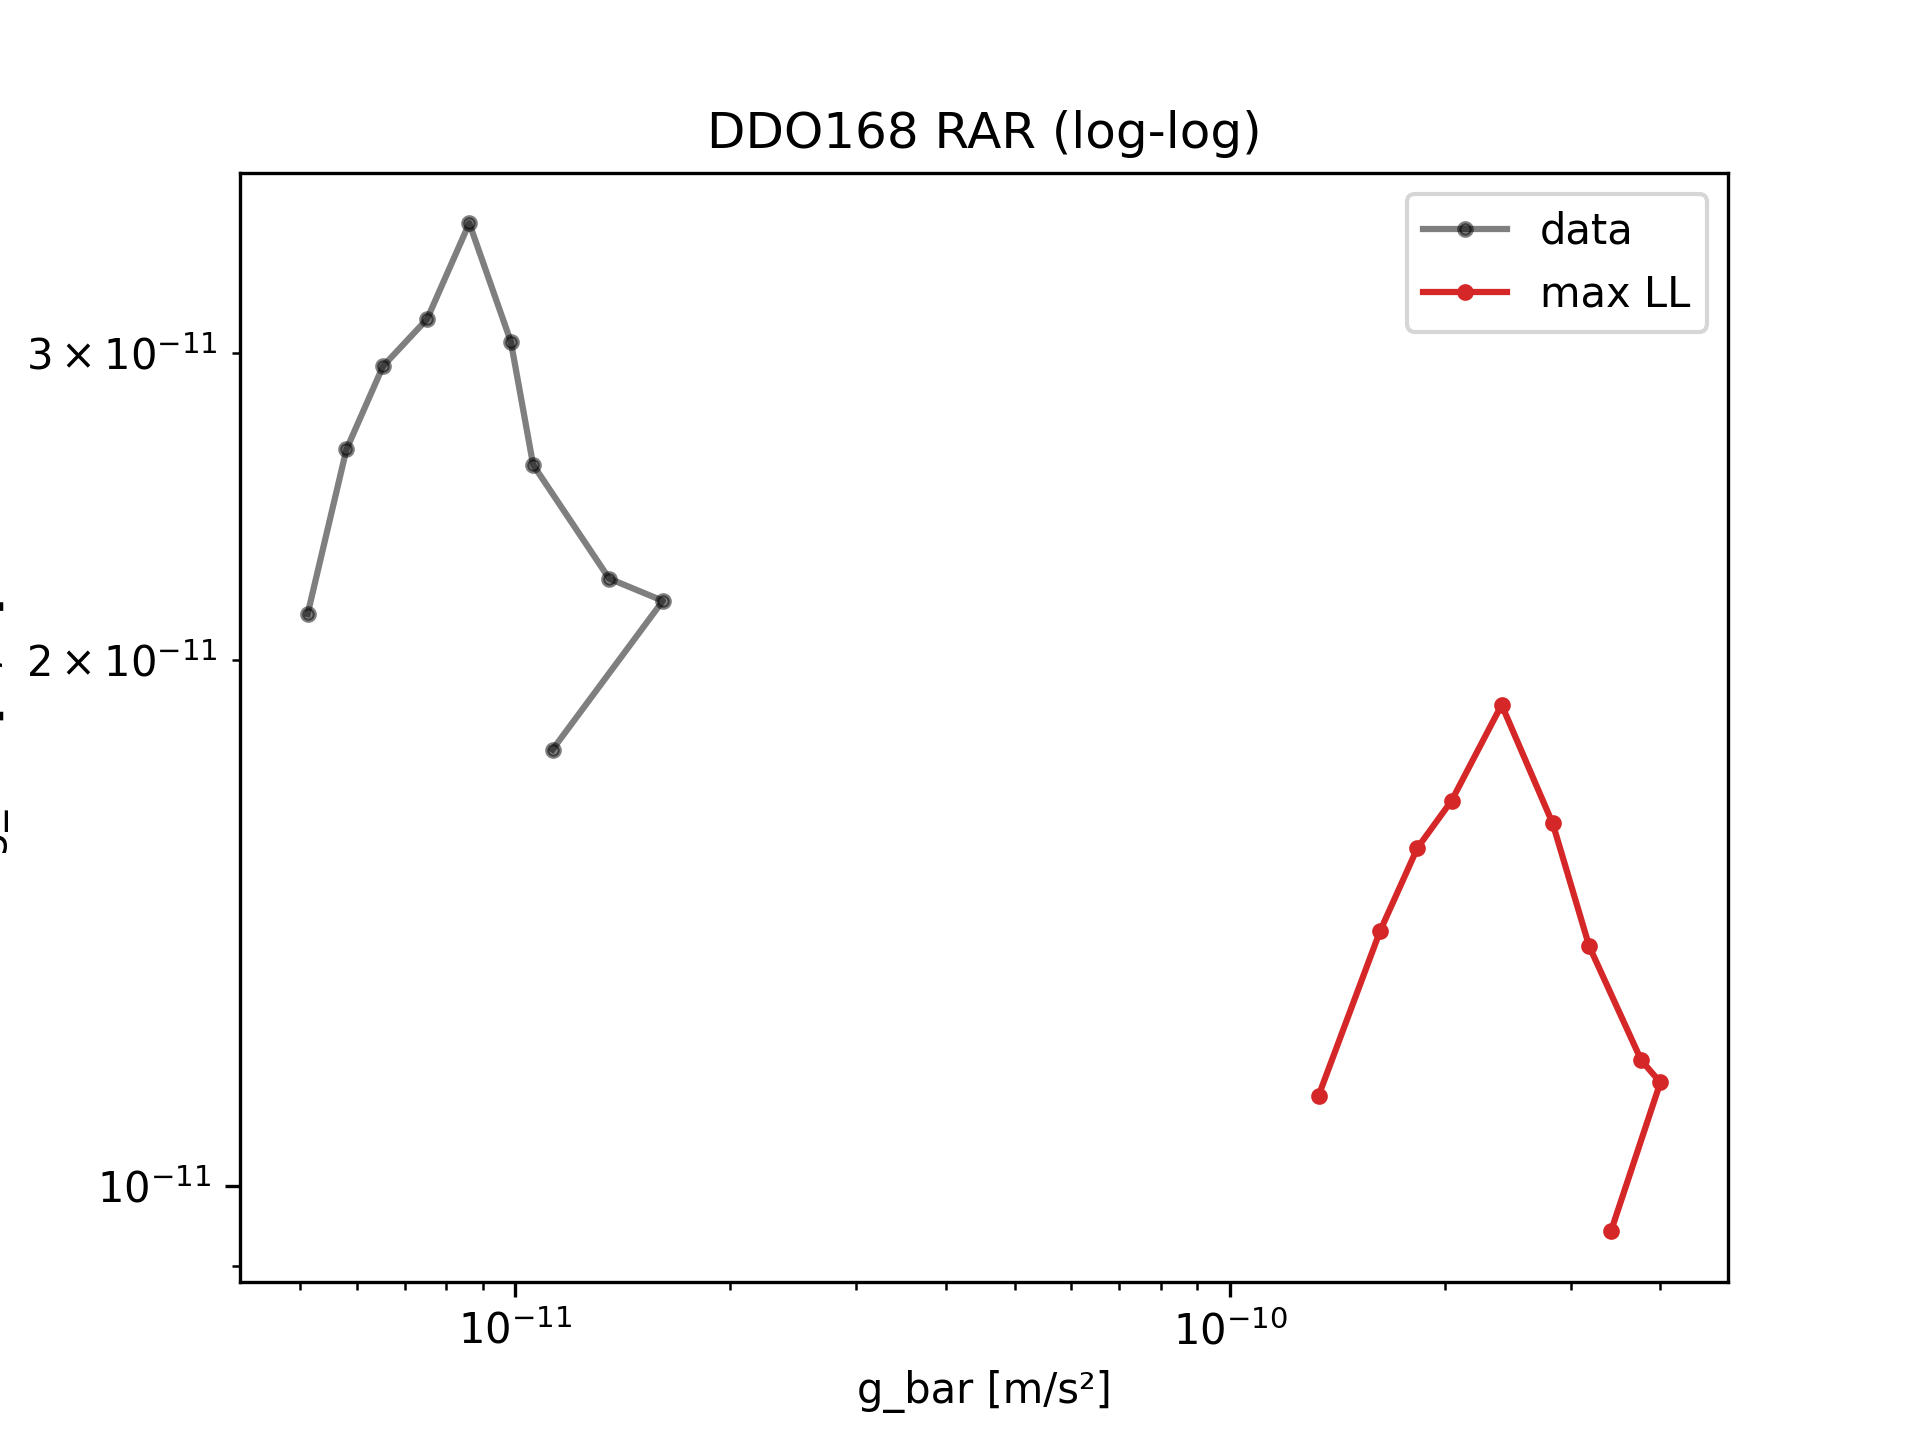 DDO168 RAR (log-log)
data
max LL
3 × 10⁻¹¹
2 × 10⁻¹¹
10⁻¹¹
10⁻¹¹
10⁻¹⁰
g_bar [m/s²]